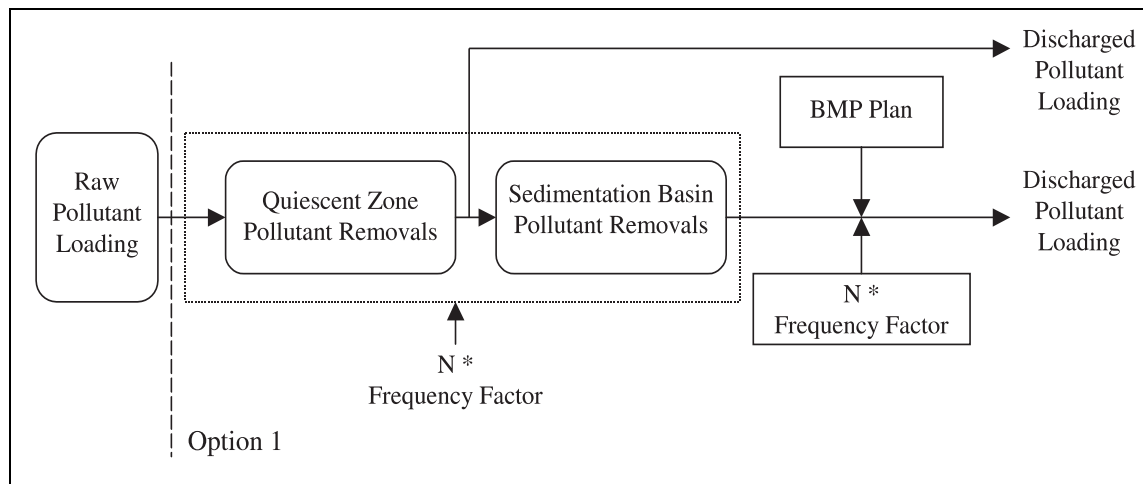 Raw
Pollutant
Loading
Quiescent Zone
Pollutant Removals
Sedimentation Basin
Pollutant Removals
BMP Plan
Discharged
Pollutant
Loading
Discharged
Pollutant
Loading
N *
Frequency Factor
N *
Frequency Factor
Option 1